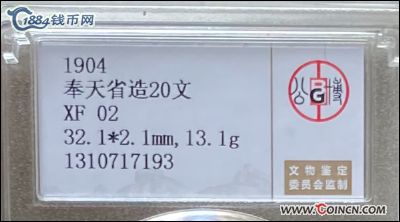 1884钱币网
1904
奉天省造20文
XF 02
32.1*2.1mm,13.1g
1310717193
公G博
文物鉴定
委员会监制
www.COINCN.COM